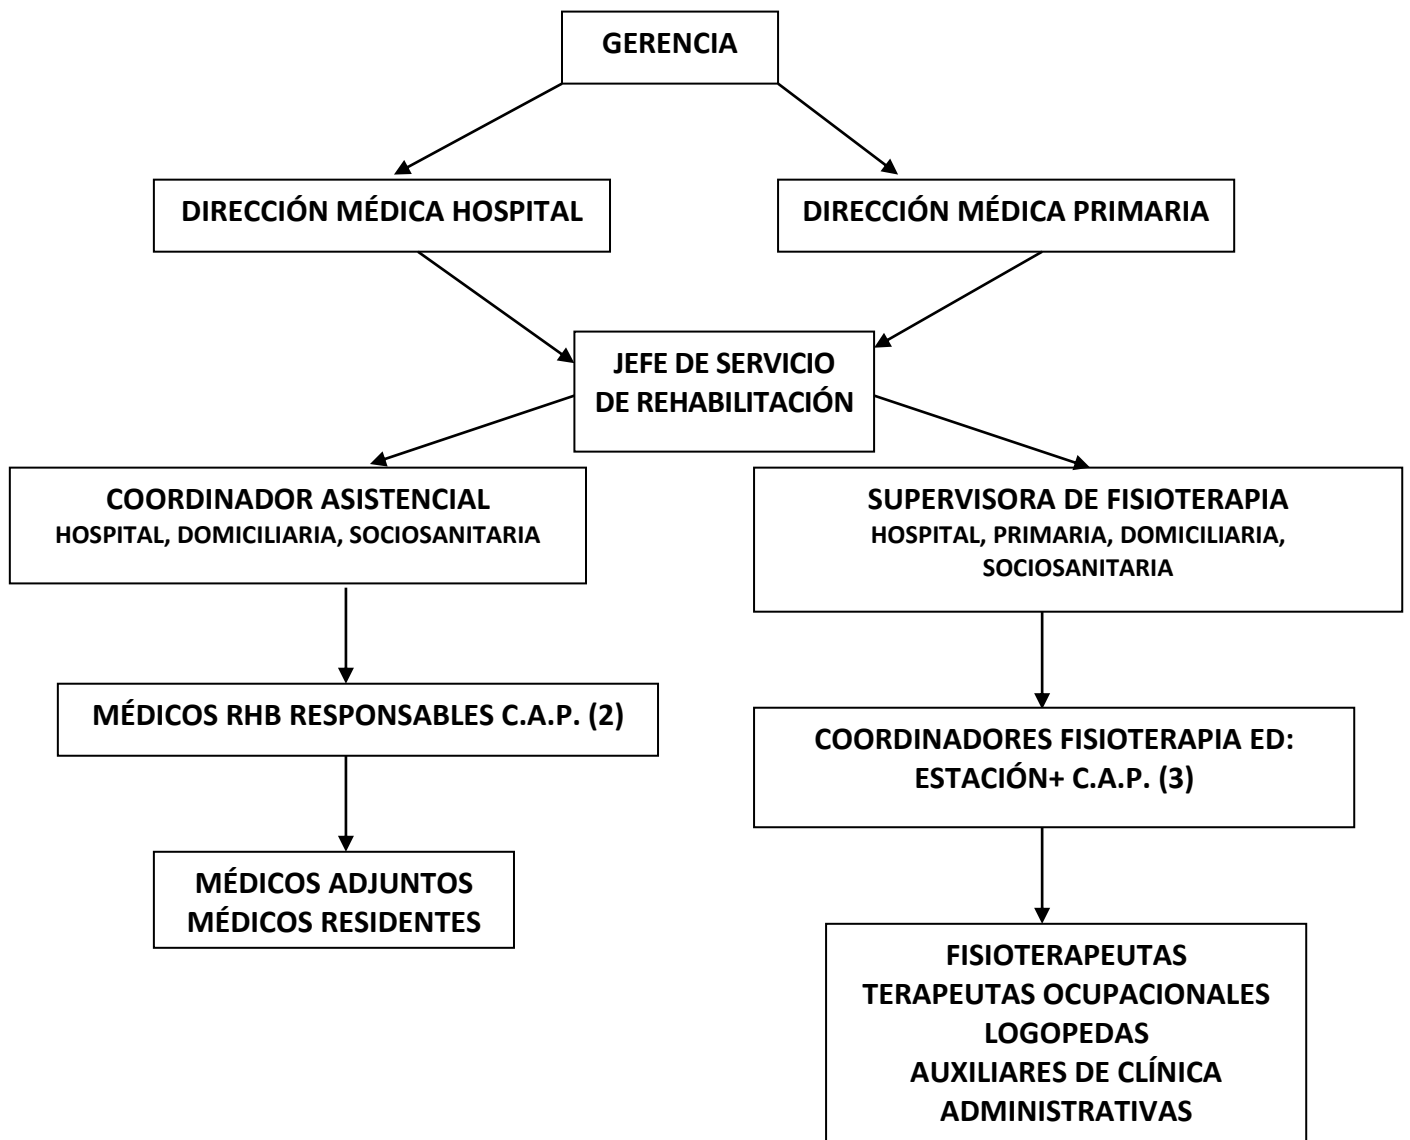 GERENCIA
DIRECCIÓN MÉDICA HOSPITAL
DIRECCIÓN MÉDICA PRIMARIA
JEFE DE SERVICIO
DE REHABILITACIÓN
COORDINADOR ASISTENCIAL
HOSPITAL, DOMICILIARIA, SOCIOSANITARIA
SUPERVISORA DE FISIOTERAPIA
HOSPITAL, PRIMARIA, DOMICILIARIA,
SOCIOSANITARIA
MÉDICOS RHB RESPONSABLES C.A.P. (2)
COORDINADORES FISIOTERAPIA ED:
ESTACIÓN+ C.A.P. (3)
MÉDICOS ADJUNTOS
MÉDICOS RESIDENTES
FISIOTERAPEUTAS
TERAPEUTAS OCUPACIONALES
LOGOPEDAS
AUXILIARES DE CLÍNICA
ADMINISTRATIVAS